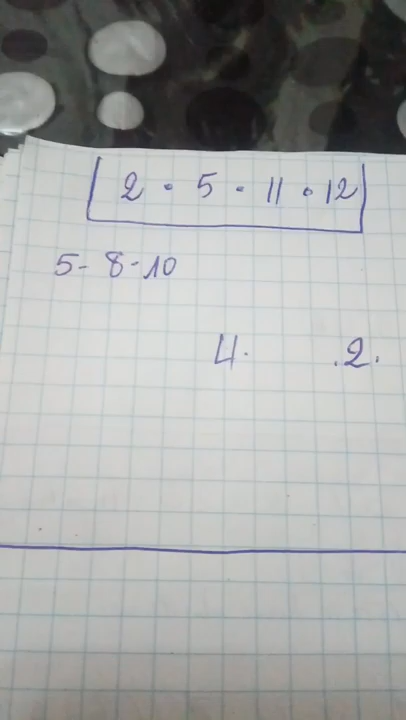 2 • 5 • 11 • 12
5- 8-10
4. .2.